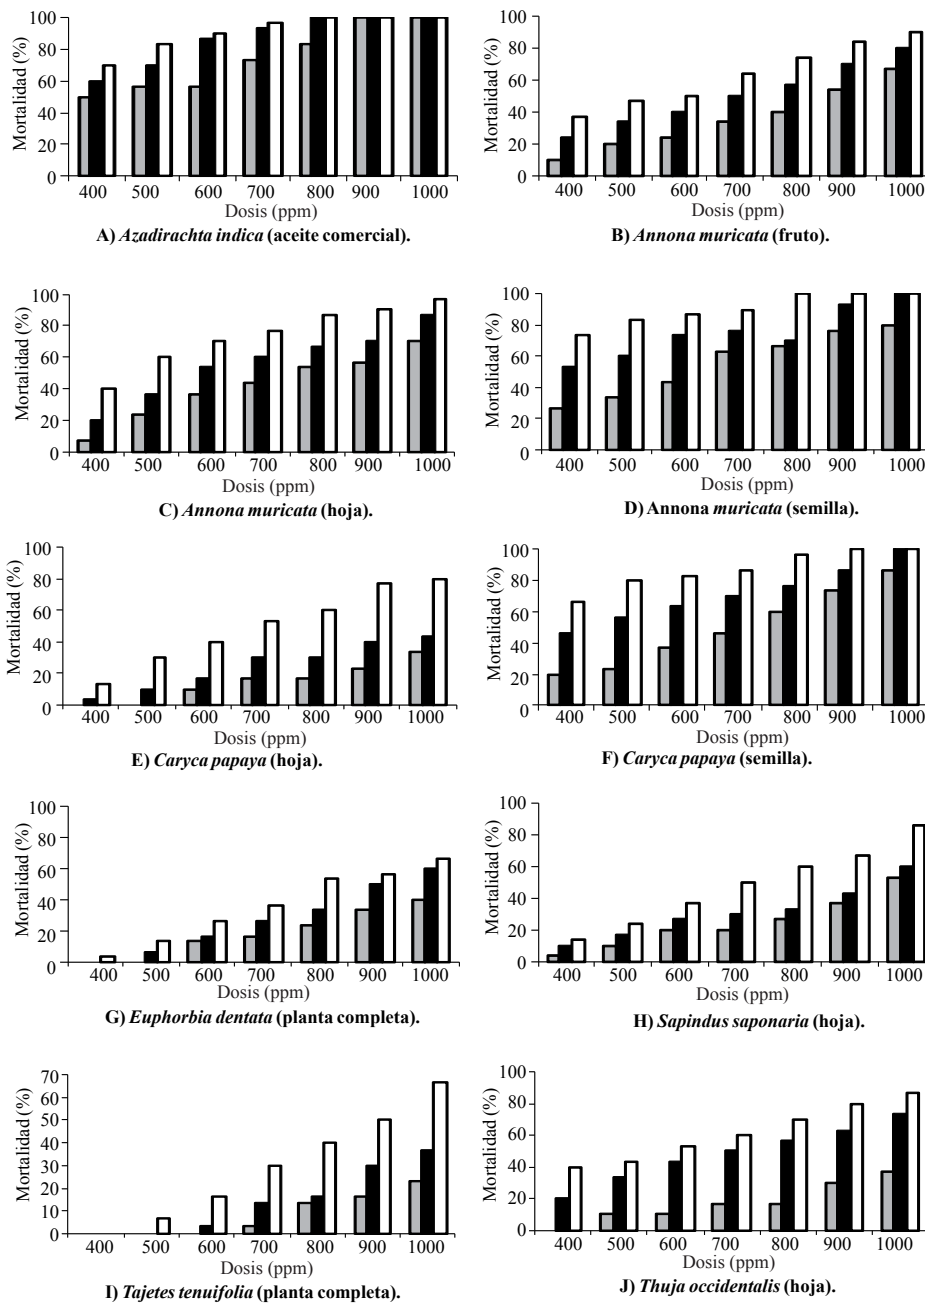 Mortalidad (%)
100
80
60
40
20
0
400 500 600 700 800 900 1000
Dosis (ppm)
A) Azadirachta indica (aceite comercial).
Mortalidad (%)
100
80
60
40
20
0
400 500 600 700 800 900 1000
Dosis (ppm)
B) Annona muricata (fruto).
Mortalidad (%)
100
80
60
40
20
0
400 500 600 700 800 900 1000
Dosis (ppm)
C) Annona muricata (hoja).
Mortalidad (%)
100
80
60
40
20
0
400 500 600 700 800 900 1000
Dosis (ppm)
D) Annona muricata (semilla).
Mortalidad (%)
100
80
60
40
20
0
400 500 600 700 800 900 1000
Dosis (ppm)
E) Caryca papaya (hoja).
Mortalidad (%)
100
80
60
40
20
0
400 500 600 700 800 900 1000
Dosis (ppm)
F) Caryca papaya (semilla).
Mortalidad (%)
100
80
60
40
20
0
400 500 600 700 800 900 1000
Dosis (ppm)
G) Euphorbia dentata (planta completa).
Mortalidad (%)
100
80
60
40
20
0
400 500 600 700 800 900 1000
Dosis (ppm)
H) Sapindus saponaria (hoja).
Mortalidad (%)
70
60
50
40
30
20
10
0
400 500 600 700 800 900 1000
Dosis (ppm)
I) Tajetes tenuifolia (planta completa).
Mortalidad (%)
100
80
60
40
20
0
400 500 600 700 800 900 1000
Dosis (ppm)
J) Thuja occidentalis (hoja).